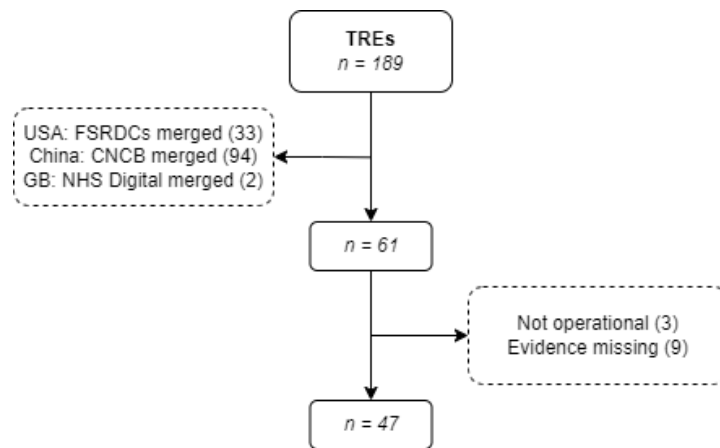 TREs
n = 189
USA: FSRDCs merged (33)
China: CNCB merged (94)
GB: NHS Digital merged (2)
n = 61
Not operational (3)
Evidence missing (9)
n = 47